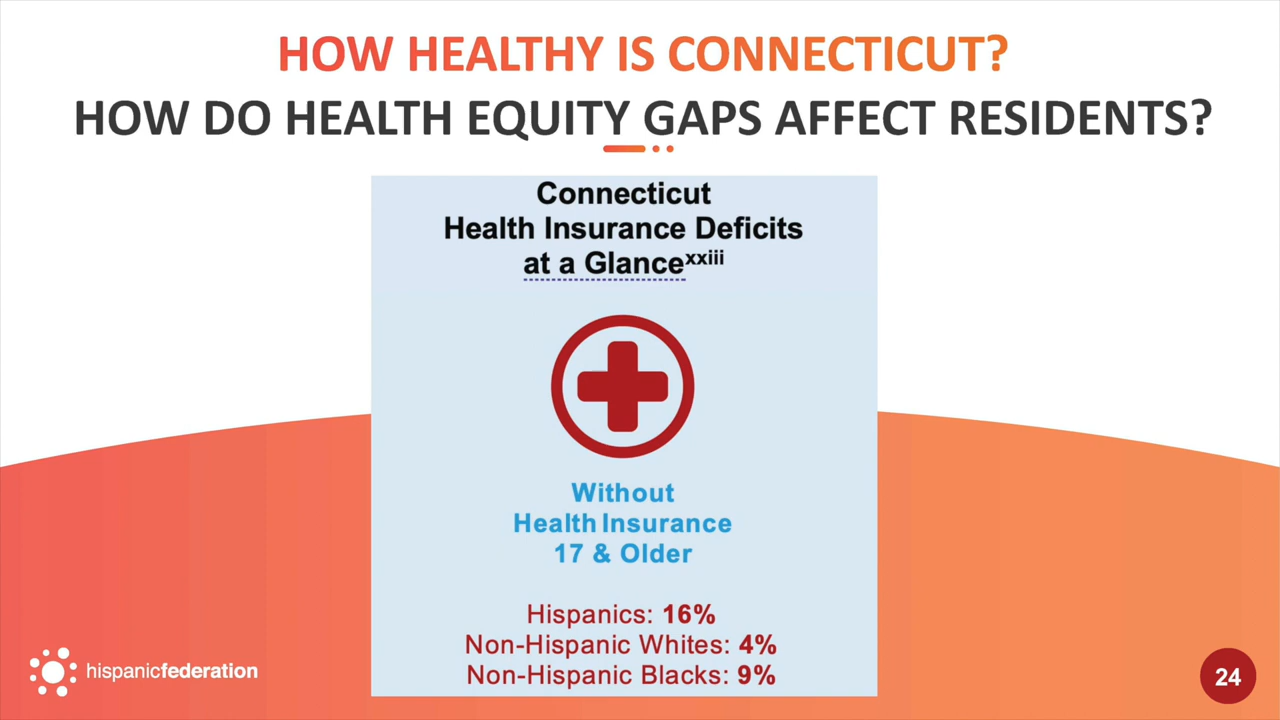 HOW HEALTHY IS CONNECTICUT?
HOW DO HEALTH EQUITY GAPS AFFECT RESIDENTS?
Connecticut
Health Insurance Deficits
at a Glancexxiii
Without
Health Insurance
17 & Older
Hispanics: 16%
Non-Hispanic Whites: 4%
Non-Hispanic Blacks: 9%
hispanicfederation
24